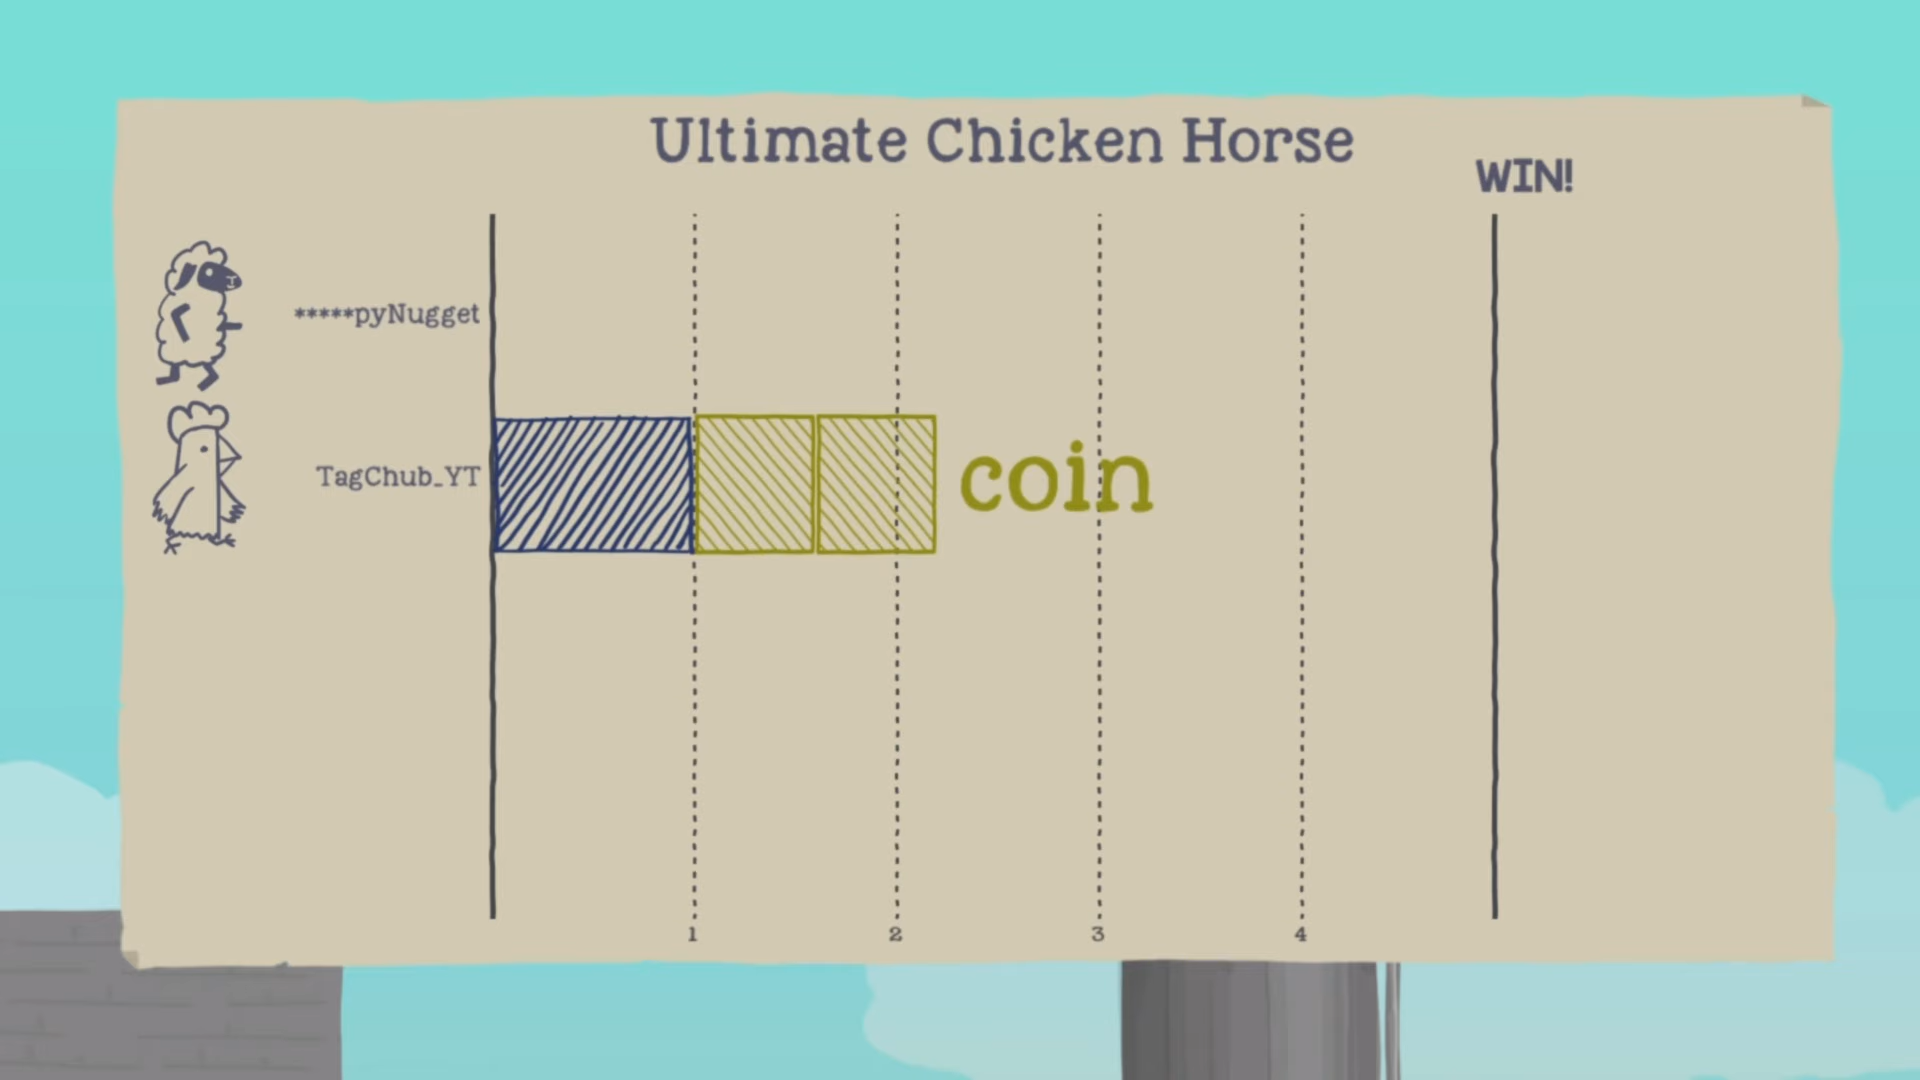 Ultimate Chicken Horse
WIN!
*****pyNugget
TagChub_YT
coin
1 2 3 4